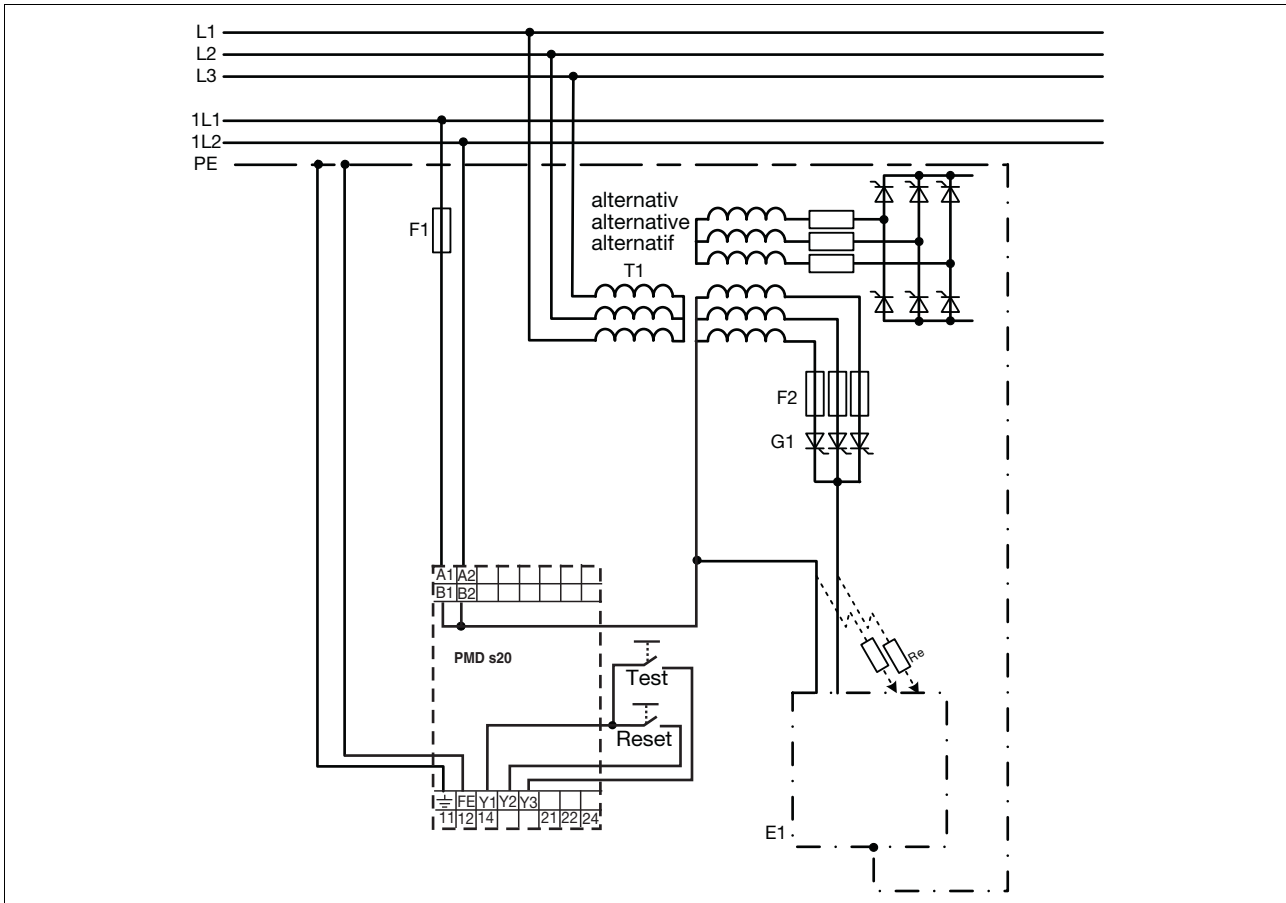 L1
L2
L3
1L1
1L2
PE
alternativ
alternative
alternatif
F1
T1
F2
G1
A1 A2
B1 B2
PMD s20
Test
Reset
Re
FE Y1 Y2 Y3
11 12 14 21 22 24
E1